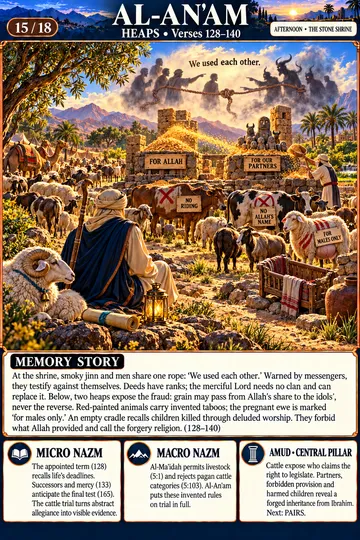 15/18
AL-AN'AM
HEAPS • Verses 128–140
AFTERNOON • THE STONE SHRINE
We used each other.
FOR ALLAH
FOR OUR
PARTNERS
NO
RIDING
NO
ALLAH'S
NAME
FOR
MALES ONLY
MEMORY STORY
At the shrine, smoky jinn and men share one rope: 'We used each other.' Warned by messengers,
they testify against themselves. Deeds have ranks; the merciful Lord needs no clan and can
replace it. Below, two heaps expose the fraud: grain may pass from Allah's share to the idols',
never the reverse. Red-painted animals carry invented taboos; the pregnant ewe is marked
'for males only.' An empty cradle recalls children killed through deluded worship. They forbid
what Allah provided and call the forgery religion. (128–140)
MICRO NAZM
The appointed term (128)
recalls life's deadlines.
Successors and mercy (133)
anticipate the final test (165).
The cattle trial turns abstract
allegiance into visible evidence.
MACRO NAZM
Al-Ma'idah permits livestock
(5:1) and rejects pagan cattle
categories (5:103). Al-An'am
puts these invented rules
on trial in full.
AMUD • CENTRAL PILLAR
Cattle expose who claims the
right to legislate. Partners,
forbidden provision and
harmed children reveal a
forged inheritance from Ibrahim.
Next: PAIRS.